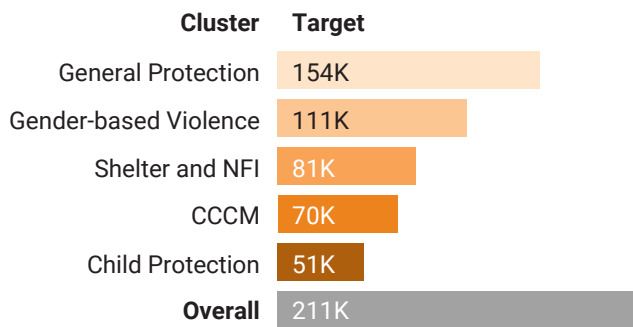 Cluster Target
General Protection 154K
Gender-based Violence 111K
Shelter and NFI 81K
CCCM 70K
Child Protection 51K
Overall 211K